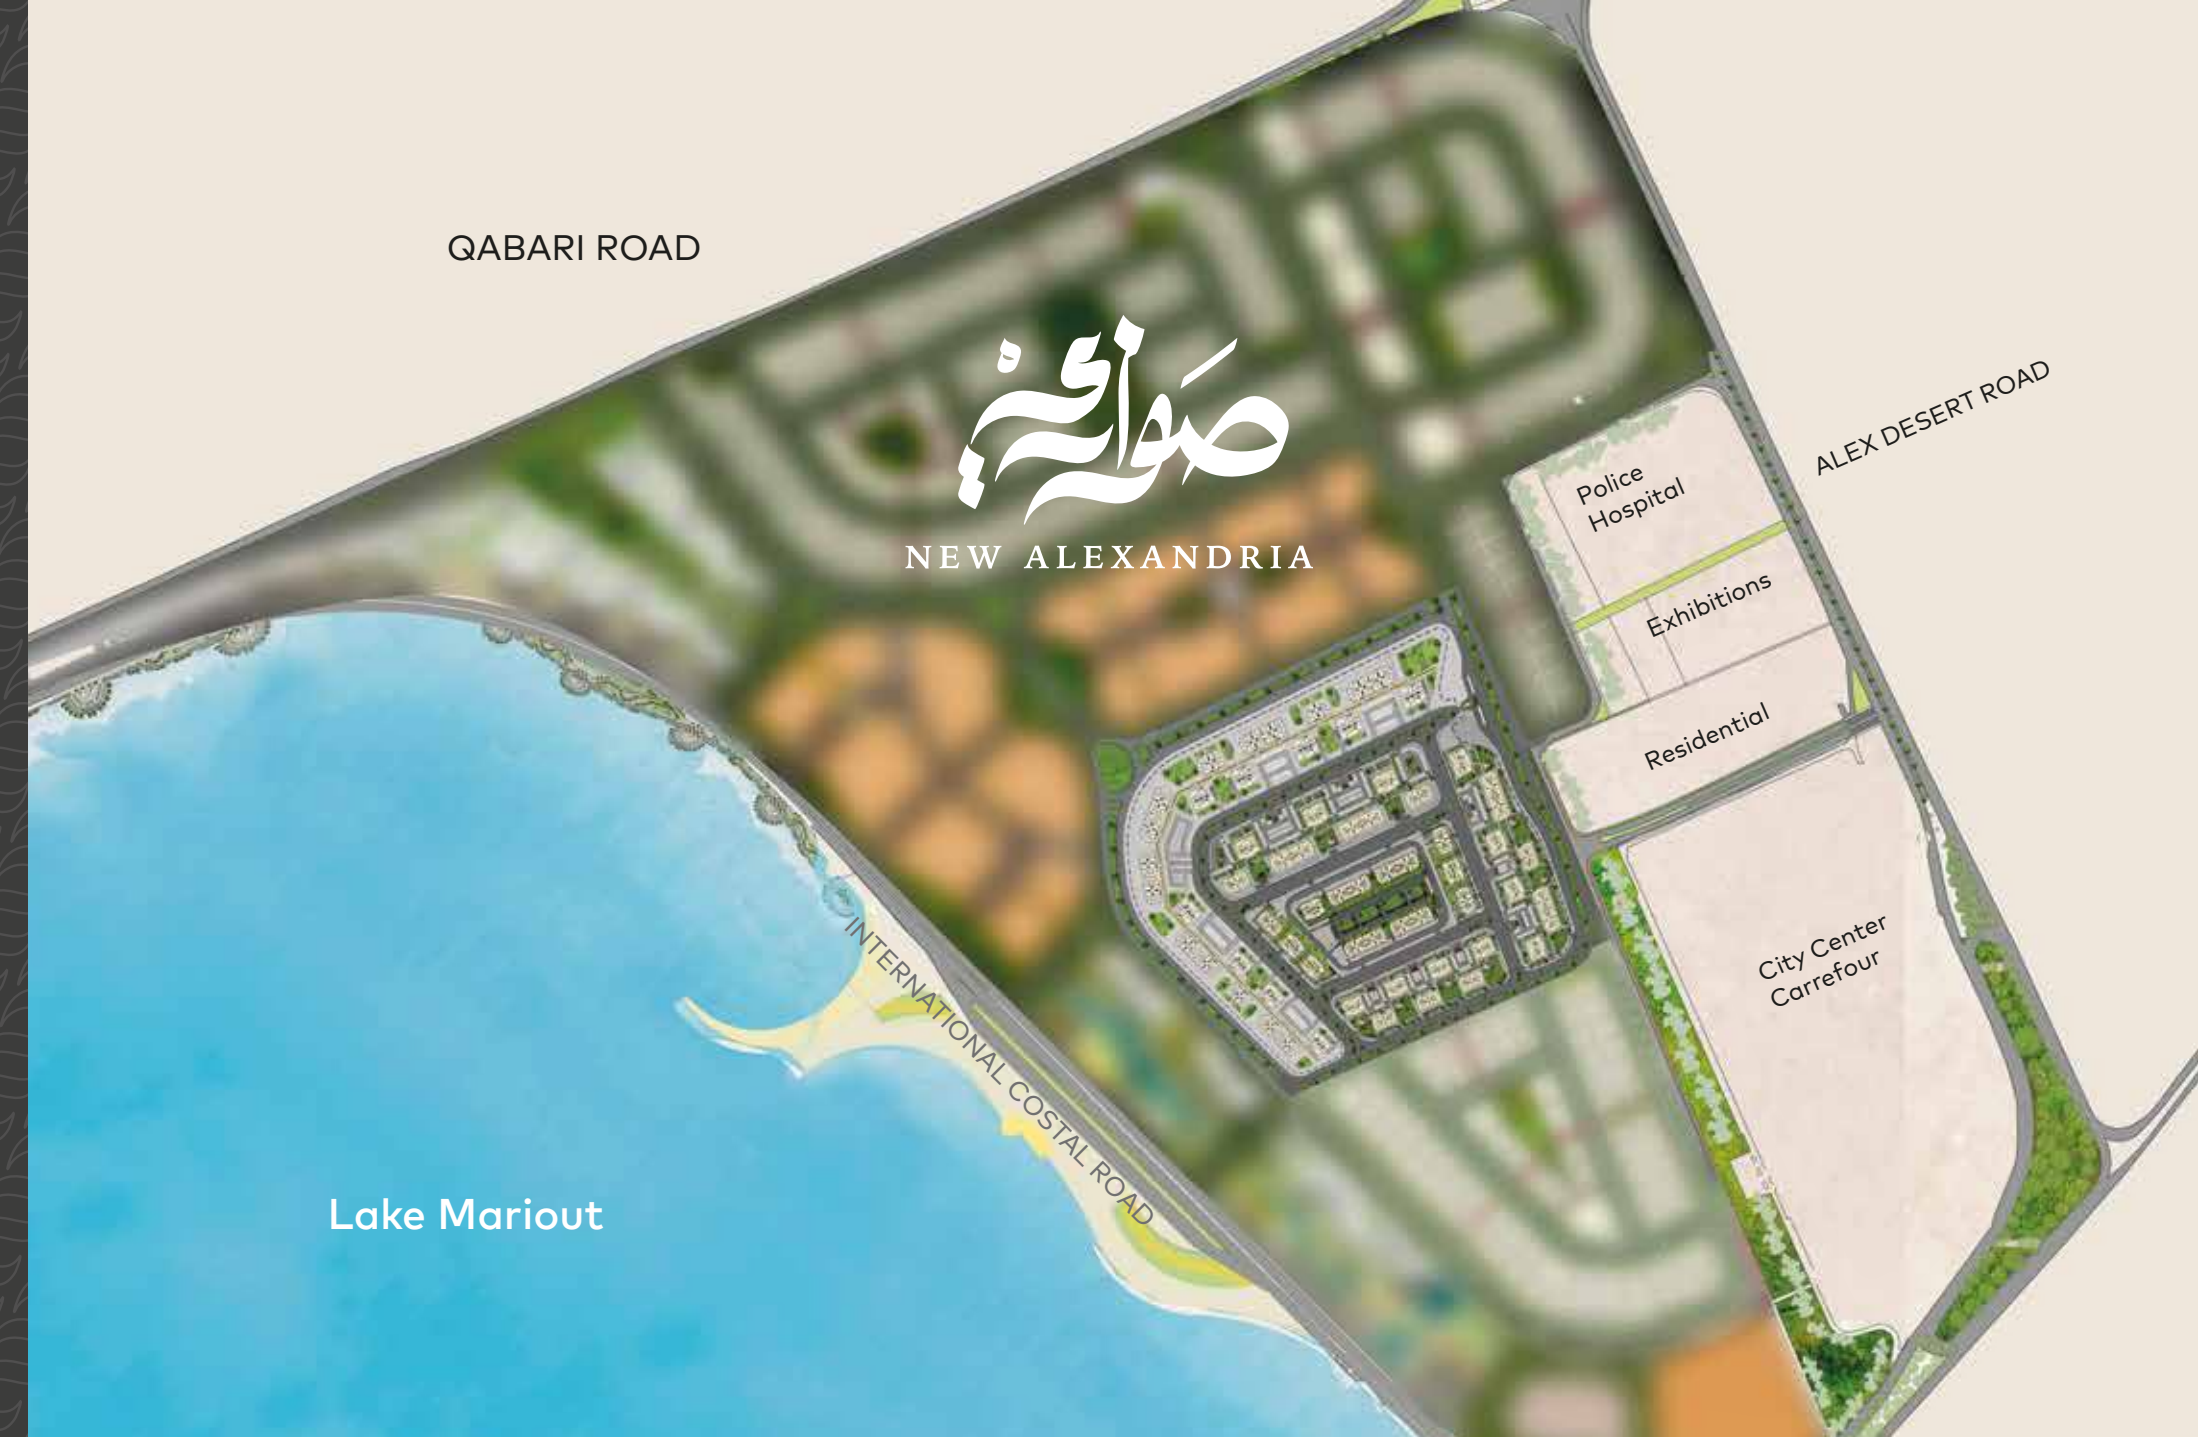 QABARI ROAD
صواري
NEW ALEXANDRIA
ALEX DESERT ROAD
Police
Hospital
Exhibitions
Residential
City Center
Carrefour
INTERNATIONAL COSTAL ROAD
Lake Mariout